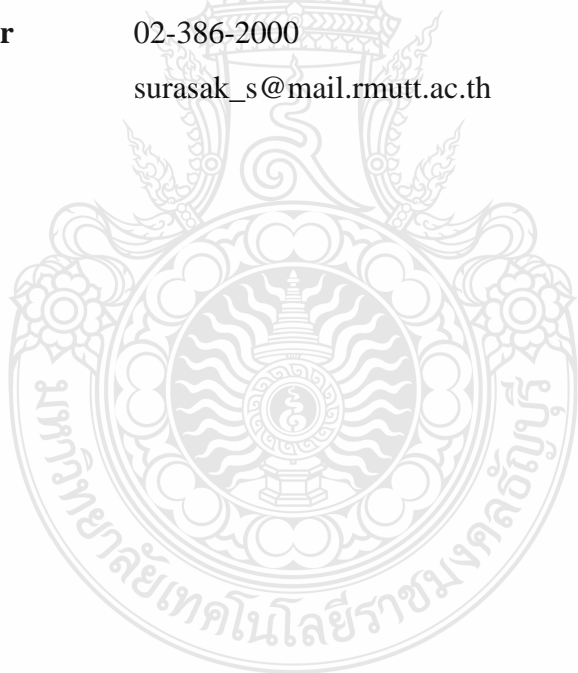 r 02-386-2000
surasak_s@mail.rmutt.ac.th
มหาวิทยาลัยเทคโนโลยีราชมงคลธัญบุรี